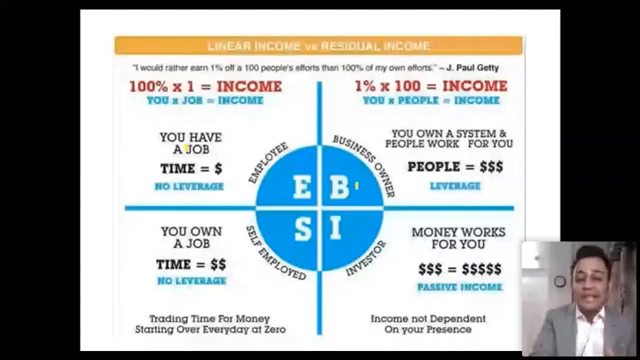 LINEAR INCOME vs RESIDUAL INCOME
"I would rather earn 1% off a 100 people's efforts than 100% of my own efforts." ~ J. Paul Getty
100% x 1 = INCOME
YOU x JOB = INCOME
1% x 100 = INCOME
YOU x PEOPLE = INCOME
YOU HAVE
A JOB
TIME = $
NO LEVERAGE
YOU OWN A SYSTEM &
PEOPLE WORK FOR YOU
PEOPLE = $$$
LEVERAGE
EMPLOYEE
BUSINESS OWNER
E B
S I
SELF EMPLOYED
INVESTOR
YOU OWN
A JOB
TIME = $$
NO LEVERAGE
MONEY WORKS
FOR YOU
$$$ = $$$$$
PASSIVE INCOME
Trading Time For Money
Starting Over Everyday at Zero
Income not Dependent
On your Presence